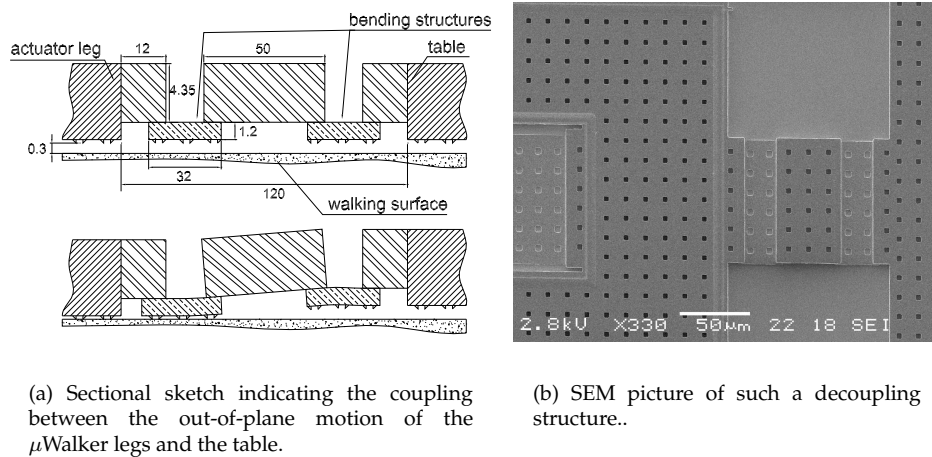 bending structures
actuator leg
12
50
table
4.35
1.2
0.3
32
120
walking surface
2.8kV X330 50μm 22 18 SEI
(a) Sectional sketch indicating the coupling
between the out-of-plane motion of the
μWalker legs and the table.
(b) SEM picture of such a decoupling
structure..